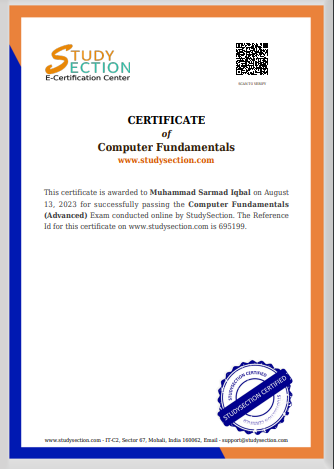 STUDY
SECTION
E-Certification Center
SCAN TO VERIFY
CERTIFICATE
of
Computer Fundamentals
www.studysection.com
This certificate is awarded to Muhammad Sarmad Iqbal on August
13, 2023 for successfully passing the Computer Fundamentals
(Advanced) Exam conducted online by StudySection. The Reference
Id for this certificate on www.studysection.com is 695199.
STUDYSECTION CERTIFIED
STUDYSECTION CERTIFIED
www.studysection.com - IT-C2, Sector 67, Mohali, India 160062, Email - support@studysection.com